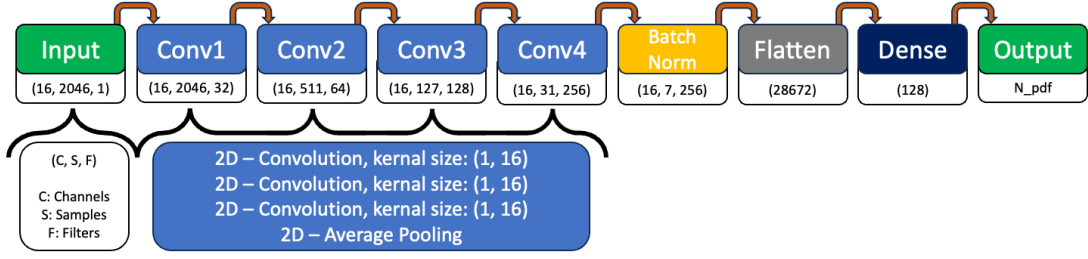 Input
Conv1
Conv2
Conv3
Conv4
Batch
Norm
Flatten
Dense
Output
(16, 2046, 1)
(16, 2046, 32)
(16, 511, 64)
(16, 127, 128)
(16, 31, 256)
(16, 7, 256)
(28672)
(128)
N_pdf
(C, S, F)
C: Channels
S: Samples
F: Filters
2D – Convolution, kernal size: (1, 16)
2D – Convolution, kernal size: (1, 16)
2D – Convolution, kernal size: (1, 16)
2D – Average Pooling